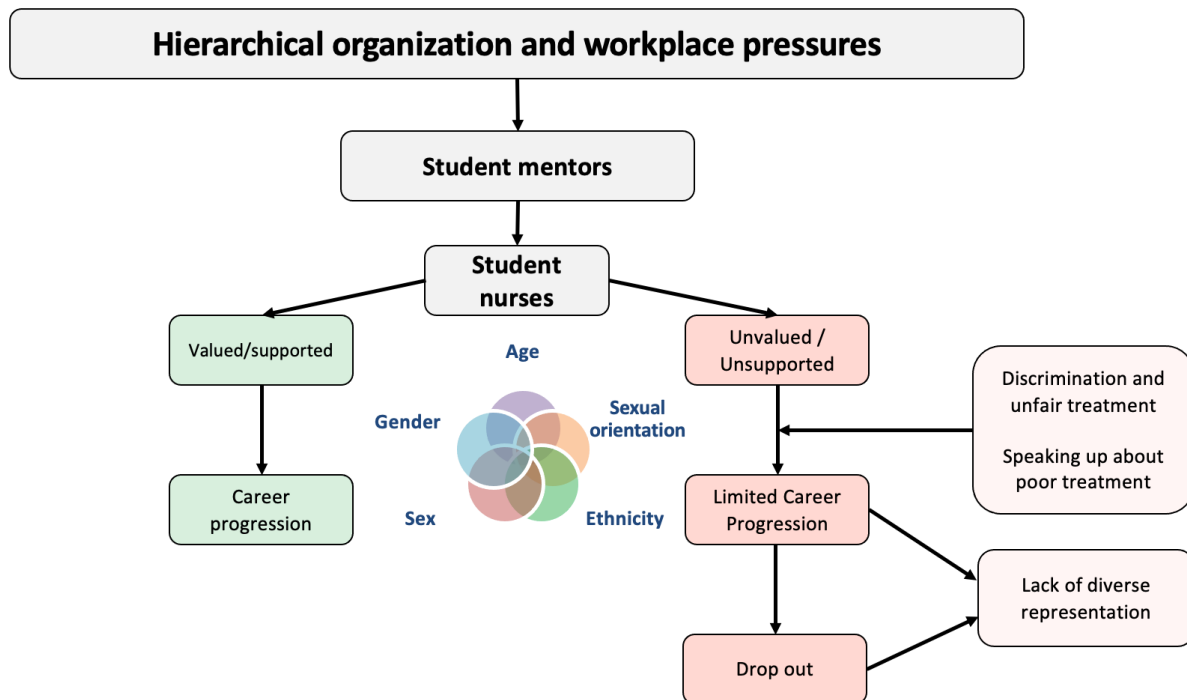 Hierarchical organization and workplace pressures
Student mentors
Student
nurses
Valued/supported
Age
Unvalued /
Unsupported
Gender
Sexual
orientation
Discrimination and
unfair treatment
Speaking up about
poor treatment
Career
progression
Sex
Ethnicity
Limited Career
Progression
Lack of diverse
representation
Drop out